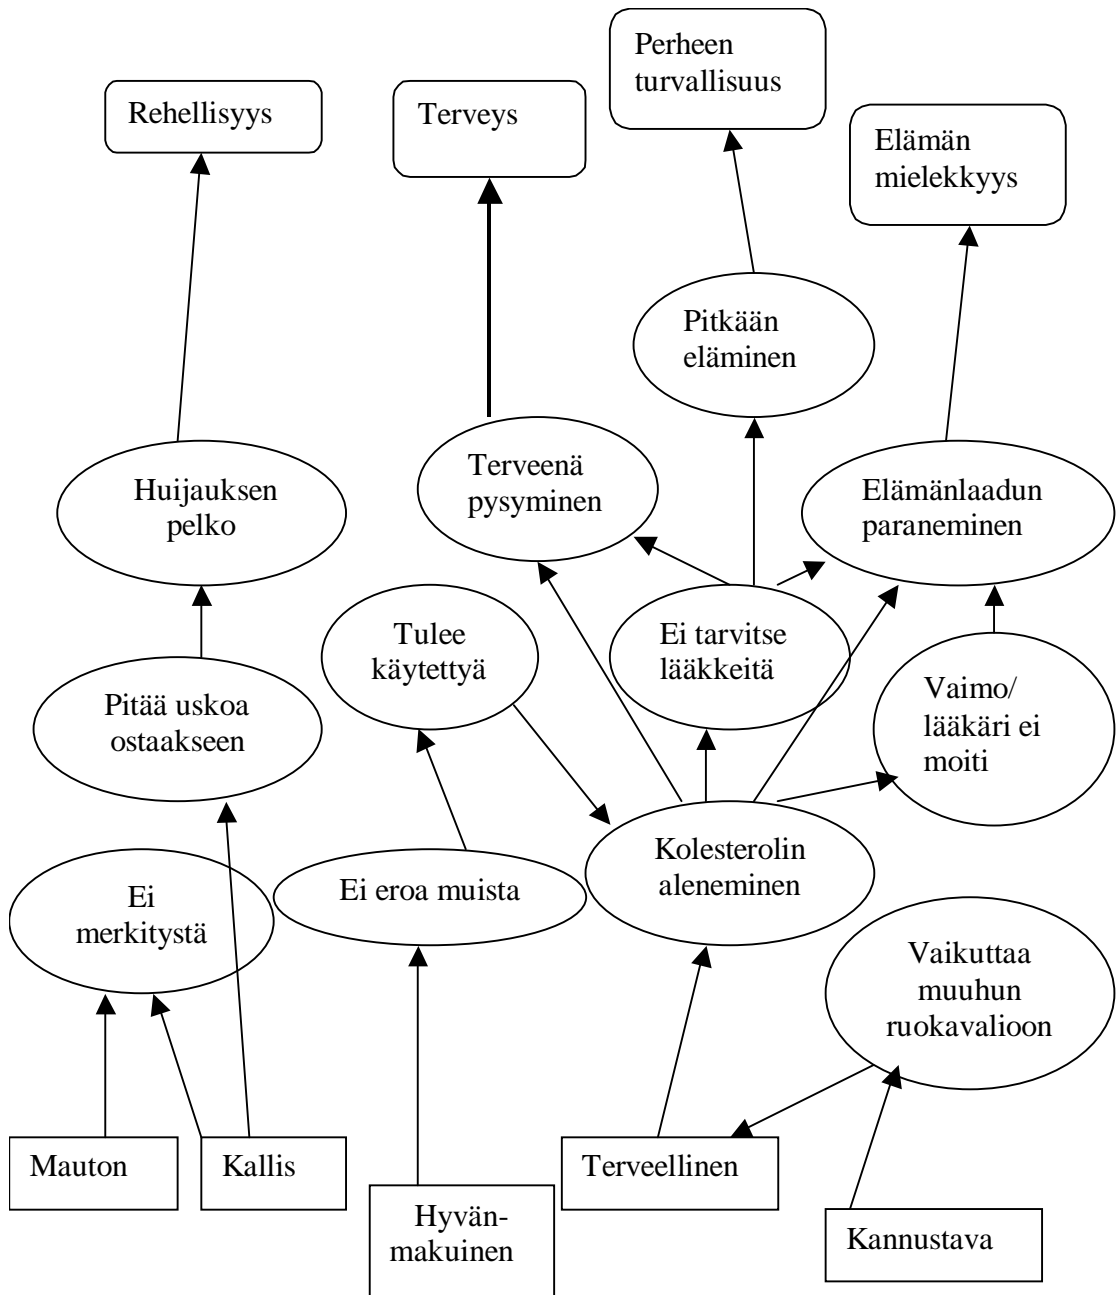 Perheen
turvallisuus
Rehellisyys
Terveys
Elämän
mielekkyys
Pitkään
eläminen
Terveenä
pysyminen
Huijauksen
pelko
Elämänlaadun
paraneminen
Tulee
käytettyä
Ei tarvitse
lääkkeitä
Pitää uskoa
ostaakseen
Vaimo/
lääkäri ei
moiti
Kolesterolin
aleneminen
Ei eroa muista
Ei
merkitystä
Vaikuttaa
muuhun
ruokavalioon
Mauton
Kallis
Terveellinen
Hyvän-
makuinen
Kannustava